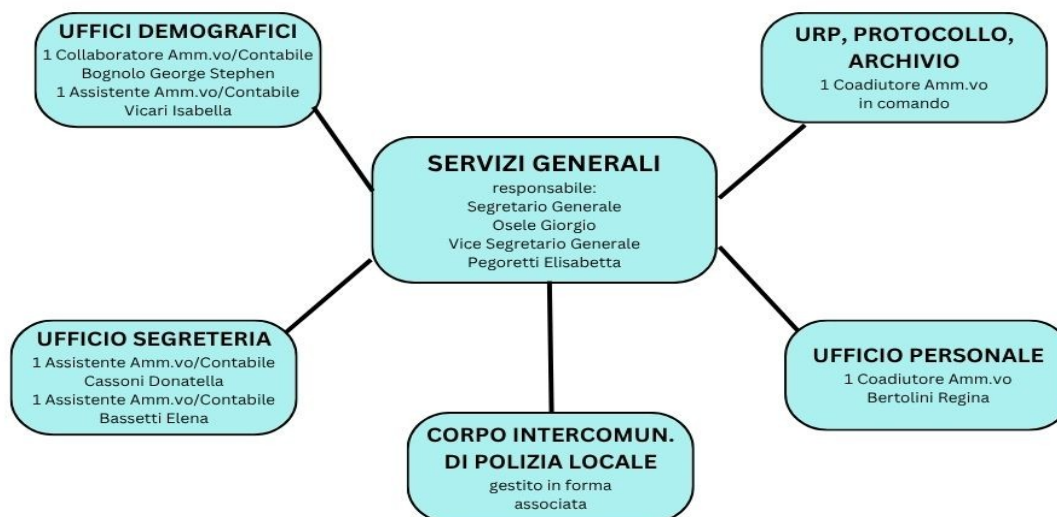 UFFICI DEMOGRAFICI
1 Collaboratore Amm.vo/Contabile
Bognolo George Stephen
1 Assistente Amm.vo/Contabile
Vicari Isabella
URP, PROTOCOLLO,
ARCHIVIO
1 Coadiutore Amm.vo
in comando
SERVIZI GENERALI
responsabile:
Segretario Generale
Osele Giorgio
Vice Segretario Generale
Pegoretti Elisabetta
UFFICIO SEGRETERIA
1 Assistente Amm.vo/Contabile
Cassoni Donatella
1 Assistente Amm.vo/Contabile
Bassetti Elena
UFFICIO PERSONALE
1 Coadiutore Amm.vo
Bertolini Regina
CORPO INTERCOMUN.
DI POLIZIA LOCALE
gestito in forma
associata